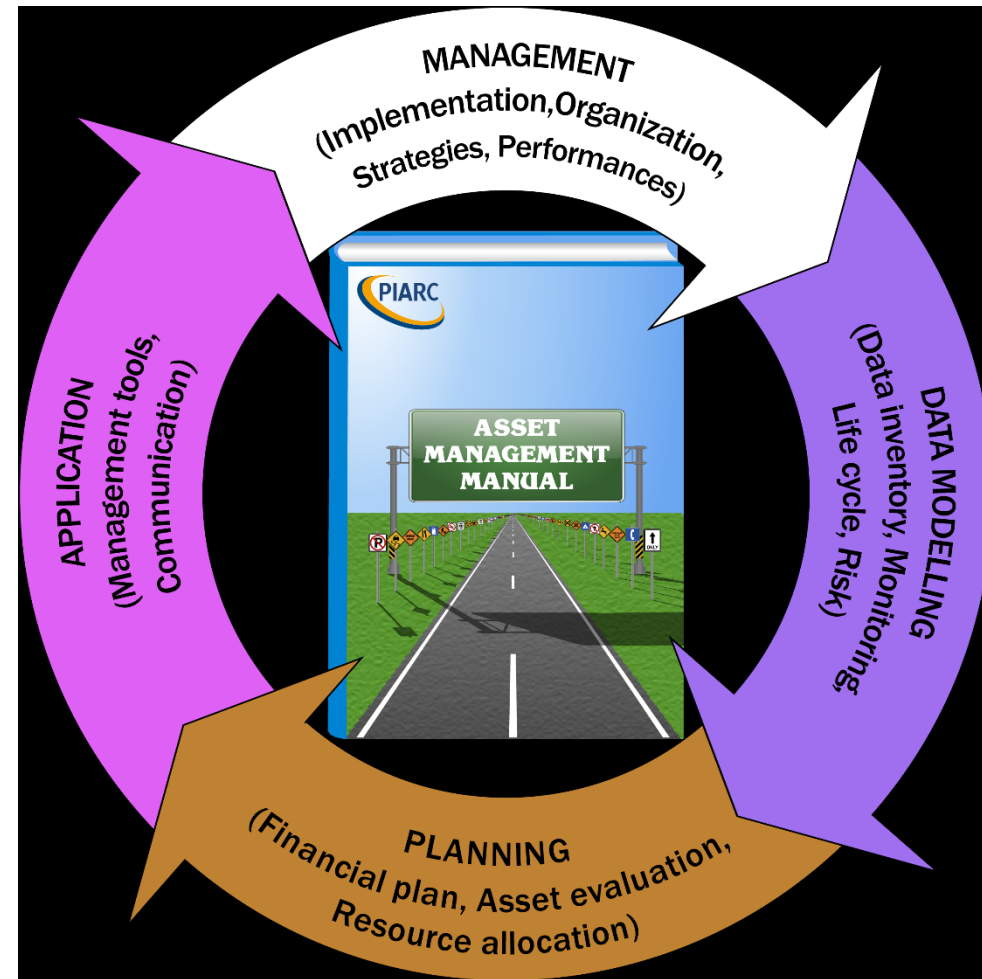 MANAGEMENT
(Implementation,Organization,
Strategies, Performances)
PIARC
ASSET
MANAGEMENT
MANUAL
DATA MODELLING
(Data inventory, Monitoring,
Life cycle, Risk)
ONLY
PLANNING
(Financial plan, Asset evaluation,
Resource allocation)
APPLICATION
(Management tools,
Communication)